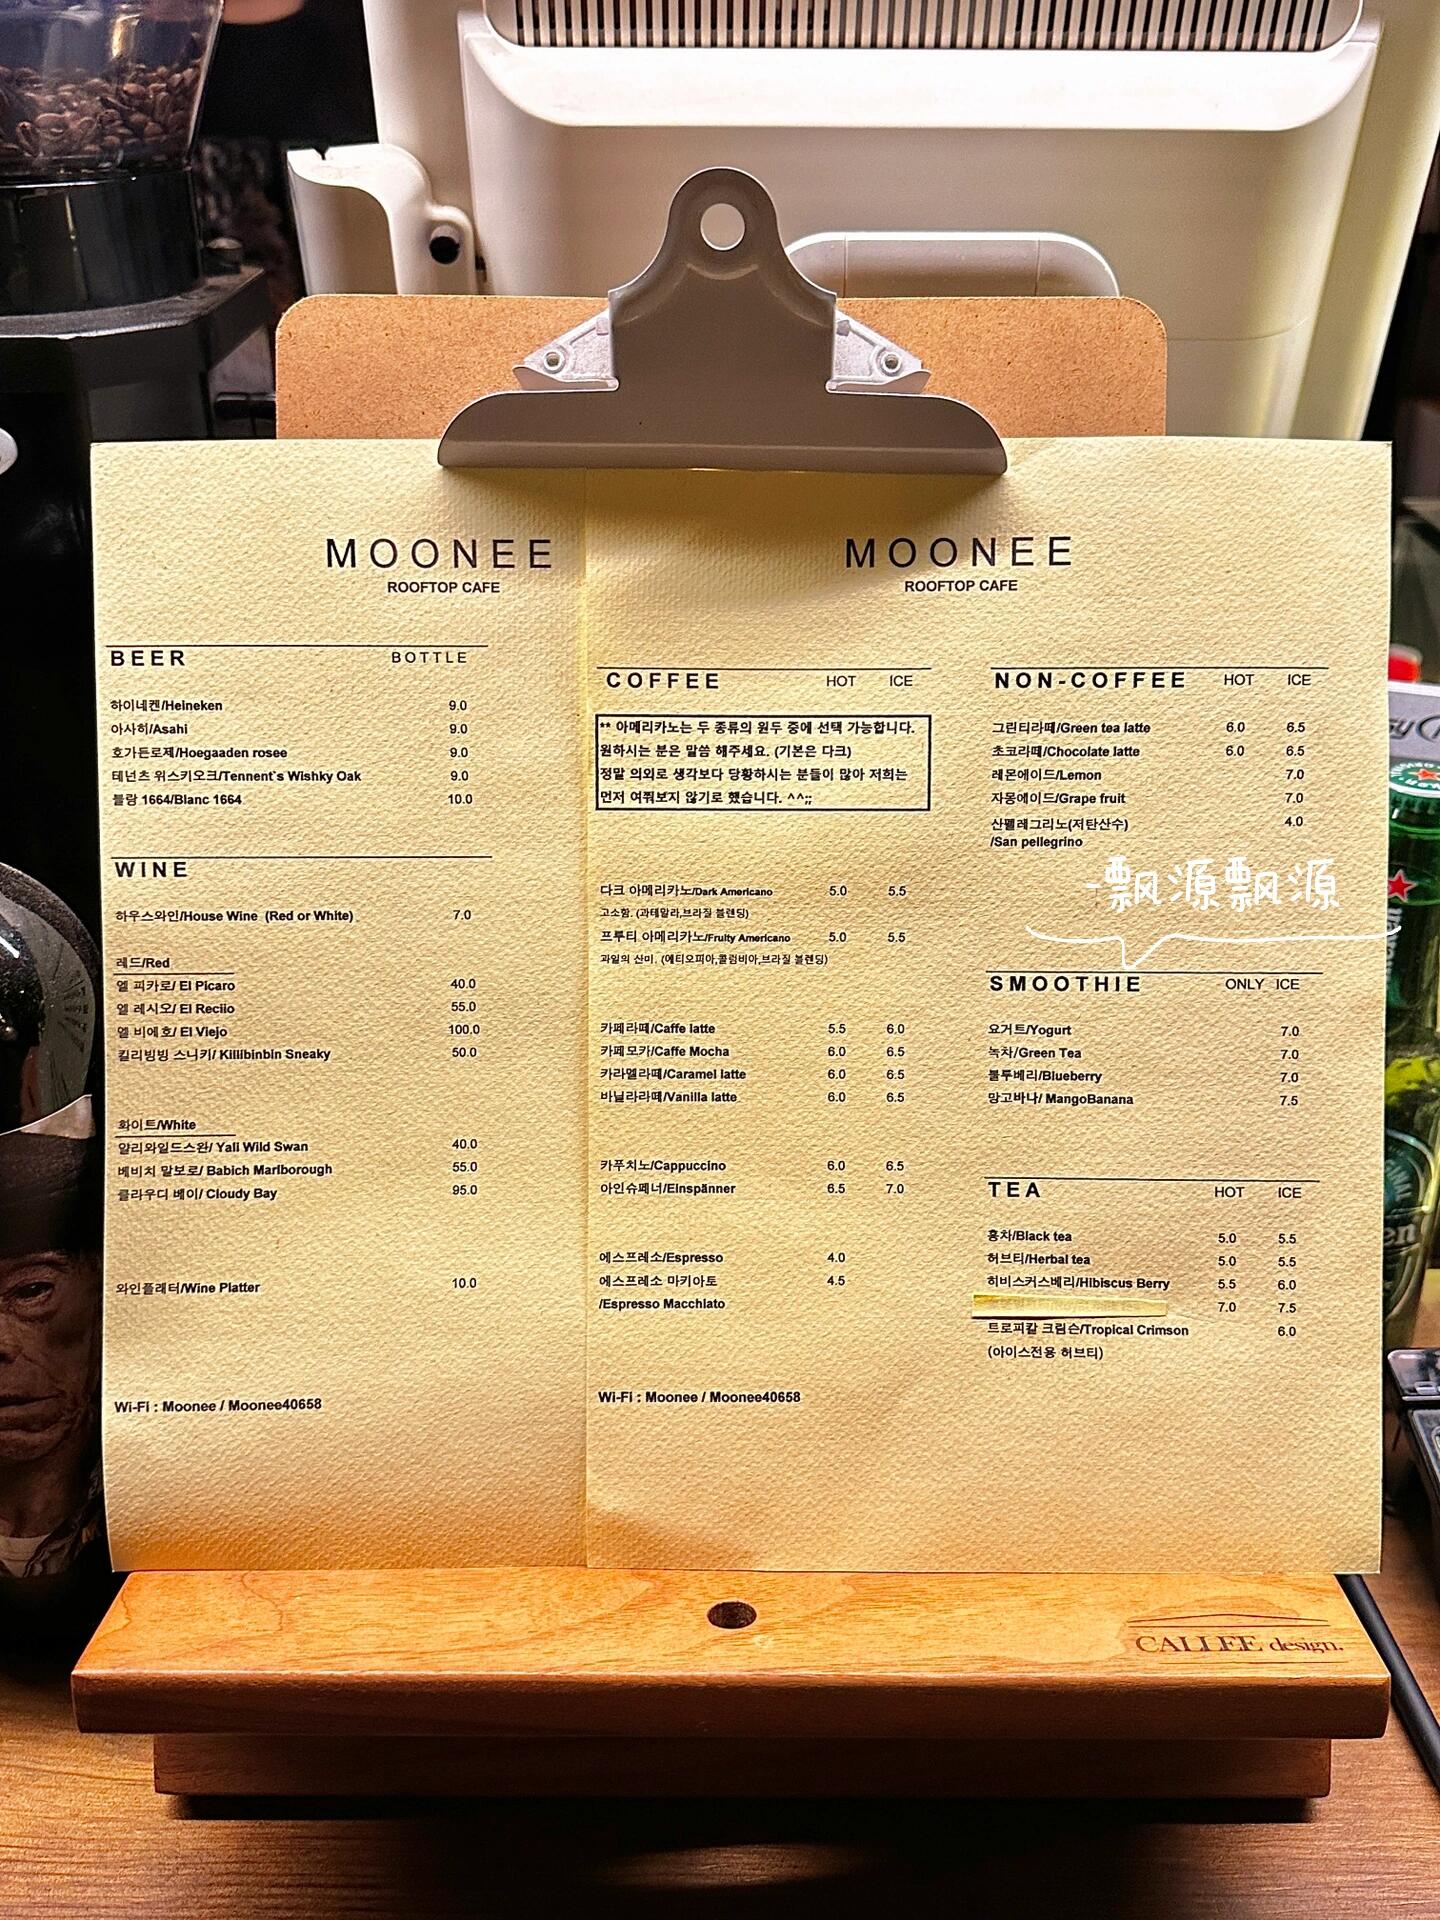 MOONEE
ROOFTOP CAFE
BEER BOTTLE
하이네켄/Heineken 9.0
아사히/Asahi 9.0
호가든로제/Hoegaaden rosee 9.0
테넌츠 위스키오크/Tennent`s Wishky Oak 9.0
블랑 1664/Blanc 1664 10.0
WINE
하우스와인/House Wine (Red or White) 7.0
레드/Red
엘 피카로/ El Picaro 40.0
엘 레시오/ El Reciio 55.0
엘 비에호/ El Viejo 100.0
킬리빙빙 스니키/ Killibinbin Sneaky 50.0
화이트/White
얄리와일드스완/ Yali Wild Swan 40.0
베비치 말보로/ Babich Marlborough 55.0
클라우디 베이/ Cloudy Bay 95.0
와인플래터/Wine Platter 10.0
Wi-Fi : Moonee / Moonee40658
MOONEE
ROOFTOP CAFE
COFFEE HOT ICE
** 아메리카노는 두 종류의 원두 중에 선택 가능합니다.
원하시는 분은 말씀 해주세요. (기본은 다크)
정말 의외로 생각보다 당황하시는 분들이 많아 저희는
먼저 여쭤보지 않기로 했습니다. ^^;;
다크 아메리카노/Dark Americano 5.0 5.5
고소함. (과테말라,브라질 블렌딩)
프루티 아메리카노/Fruity Americano 5.0 5.5
과일의 산미. (에티오피아,콜럼비아,브라질 블렌딩)
카페라떼/Caffe latte 5.5 6.0
카페모카/Caffe Mocha 6.0 6.5
카라멜라떼/Caramel latte 6.0 6.5
바닐라라떼/Vanilla latte 6.0 6.5
카푸치노/Cappuccino 6.0 6.5
아인슈페너/Einspänner 6.5 7.0
에스프레소/Espresso 4.0
에스프레소 마키아토 4.5
/Espresso Macchiato
Wi-Fi : Moonee / Moonee40658
NON-COFFEE HOT ICE
그린티라떼/Green tea latte 6.0 6.5
초코라떼/Chocolate latte 6.0 6.5
레몬에이드/Lemon 7.0
자몽에이드/Grape fruit 7.0
산펠레그리노(저탄산수) 4.0
/San pellegrino
-飘源飘源
SMOOTHIE ONLY ICE
요거트/Yogurt 7.0
녹차/Green Tea 7.0
블루베리/Blueberry 7.0
망고바나/ MangoBanana 7.5
TEA HOT ICE
홍차/Black tea 5.0 5.5
허브티/Herbal tea 5.0 5.5
히비스커스베리/Hibiscus Berry 5.5 6.0
7.0 7.5
트로피칼 크림슨/Tropical Crimson 6.0
(아이스전용 허브티)
CALLEE design.